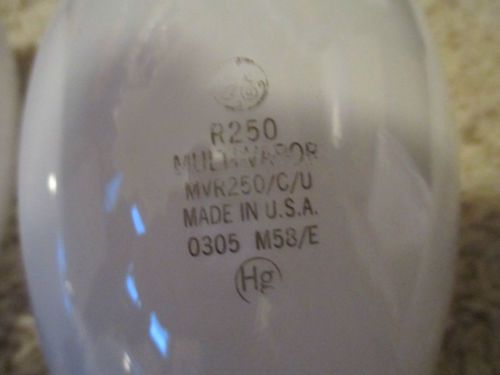 R250
MULTI-VAPOR
MVR250/C/U
MADE IN U.S.A.
0305 M58/E
Hg